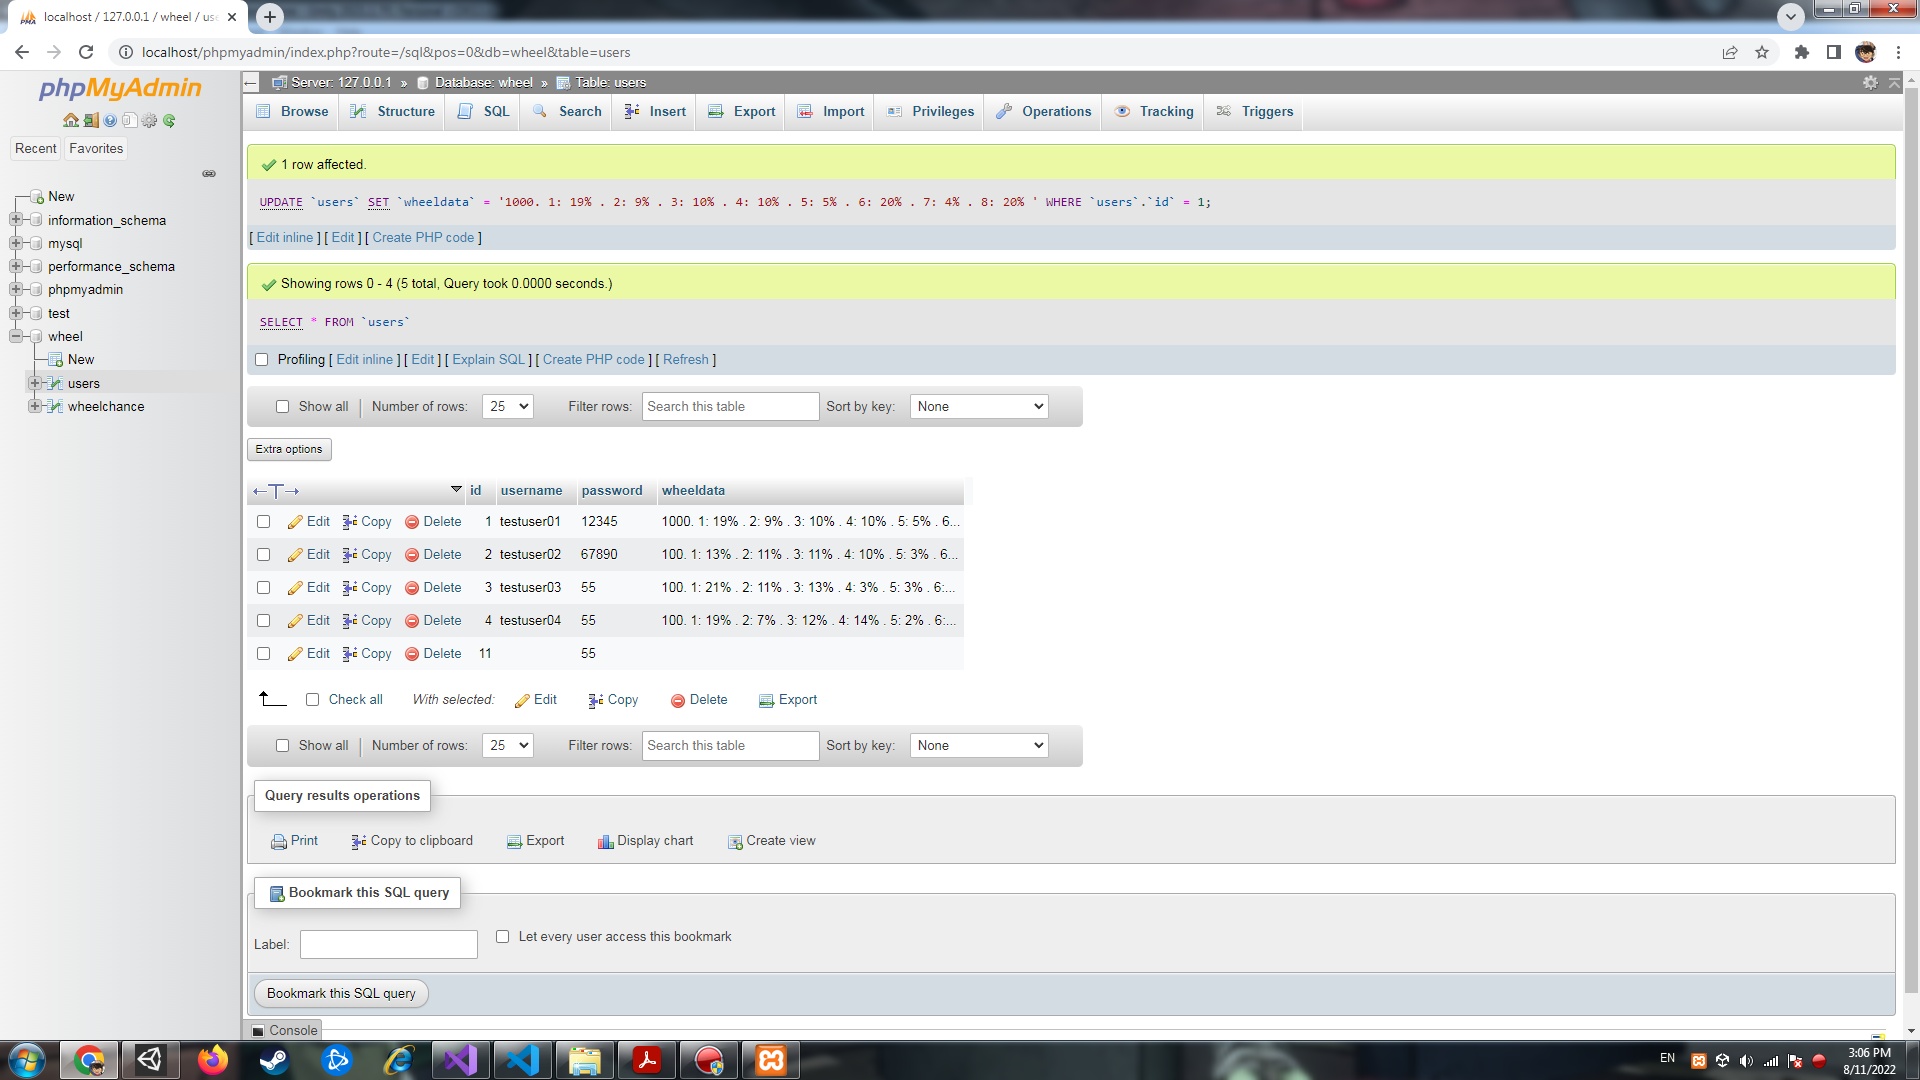 localhost / 127.0.0.1 / wheel / use
localhost/phpmyadmin/index.php?route=/sql&pos=0&db=wheel&table=users
phpMyAdmin
Recent Favorites
New
information_schema
mysql
performance_schema
phpmyadmin
test
wheel
New
users
wheelchance
Server: 127.0.0.1 » Database: wheel » Table: users
Browse Structure SQL Search Insert Export Import Privileges Operations Tracking Triggers
1 row affected.
UPDATE `users` SET `wheeldata` = '1000. 1: 19% . 2: 9% . 3: 10% . 4: 10% . 5: 5% . 6: 20% . 7: 4% . 8: 20% ' WHERE `users`.`id` = 1;
[ Edit inline ] [ Edit ] [ Create PHP code ]
Showing rows 0 - 4 (5 total, Query took 0.0000 seconds.)
SELECT * FROM `users`
Profiling [ Edit inline ] [ Edit ] [ Explain SQL ] [ Create PHP code ] [ Refresh ]
Show all Number of rows: 25 Filter rows: Search this table Sort by key: None
Extra options
←T→ id username password wheeldata
Edit Copy Delete 1 testuser01 12345 1000. 1: 19% . 2: 9% . 3: 10% . 4: 10% . 5: 5% . 6...
Edit Copy Delete 2 testuser02 67890 100. 1: 13% . 2: 11% . 3: 11% . 4: 10% . 5: 3% . 6...
Edit Copy Delete 3 testuser03 55 100. 1: 21% . 2: 11% . 3: 13% . 4: 3% . 5: 3% . 6:...
Edit Copy Delete 4 testuser04 55 100. 1: 19% . 2: 7% . 3: 12% . 4: 14% . 5: 2% . 6:...
Edit Copy Delete 11 55
Check all With selected: Edit Copy Delete Export
Show all Number of rows: 25 Filter rows: Search this table Sort by key: None
Query results operations
Print Copy to clipboard Export Display chart Create view
Bookmark this SQL query
Label: Let every user access this bookmark
Bookmark this SQL query
Console
EN 3:06 PM
8/11/2022